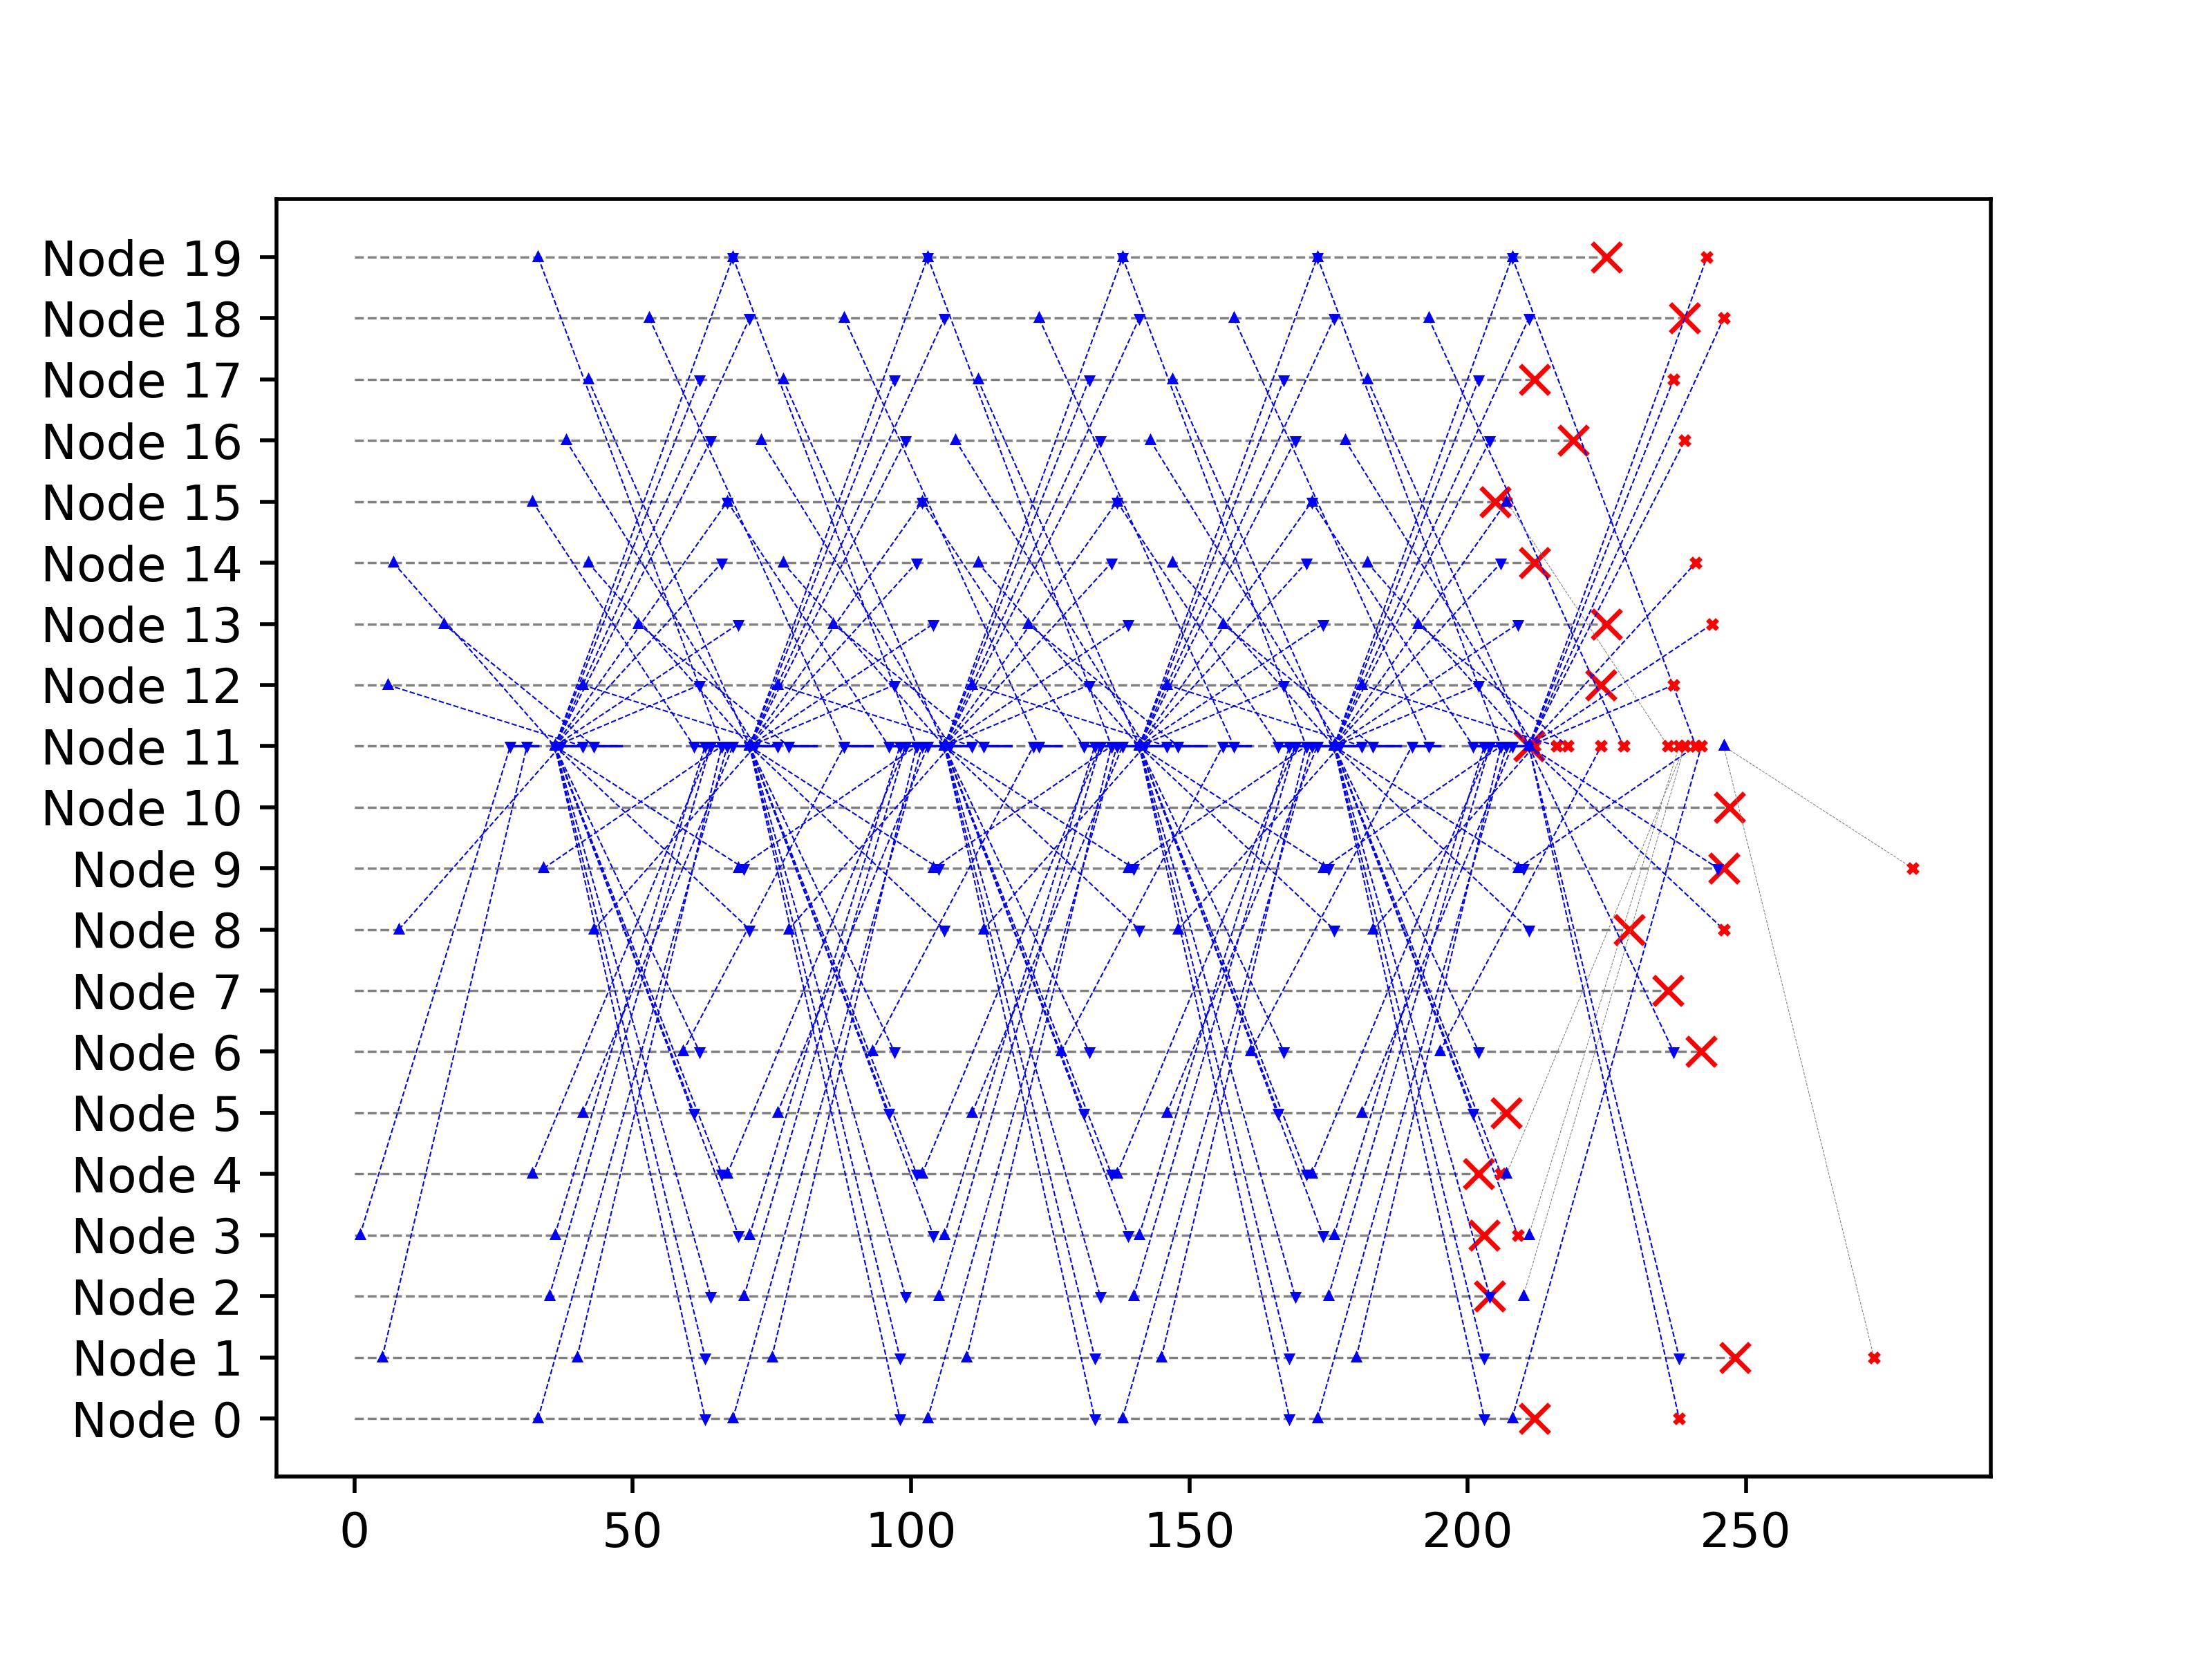 Node 19
Node 18
Node 17
Node 16
Node 15
Node 14
Node 13
Node 12
Node 11
Node 10
Node 9
Node 8
Node 7
Node 6
Node 5
Node 4
Node 3
Node 2
Node 1
Node 0
0 50 100 150 200 250